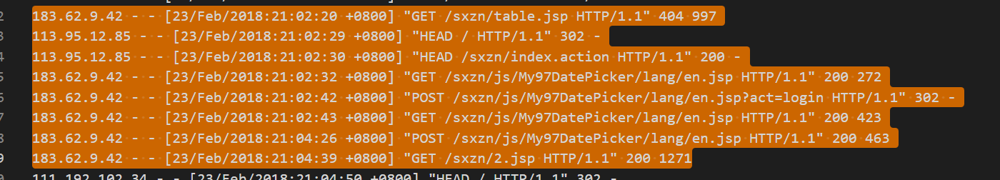 2 183.62.9.42 - - [23/Feb/2018:21:02:20 +0800] "GET /sxzn/table.jsp HTTP/1.1" 404 997
3 113.95.12.85 - - [23/Feb/2018:21:02:29 +0800] "HEAD / HTTP/1.1" 302 -
4 113.95.12.85 - - [23/Feb/2018:21:02:30 +0800] "HEAD /sxzn/index.action HTTP/1.1" 200 -
5 183.62.9.42 - - [23/Feb/2018:21:02:32 +0800] "GET /sxzn/js/My97DatePicker/lang/en.jsp HTTP/1.1" 200 272
6 183.62.9.42 - - [23/Feb/2018:21:02:42 +0800] "POST /sxzn/js/My97DatePicker/lang/en.jsp?act=login HTTP/1.1" 302 -
7 183.62.9.42 - - [23/Feb/2018:21:02:43 +0800] "GET /sxzn/js/My97DatePicker/lang/en.jsp HTTP/1.1" 200 423
8 183.62.9.42 - - [23/Feb/2018:21:04:26 +0800] "POST /sxzn/js/My97DatePicker/lang/en.jsp HTTP/1.1" 200 463
9 183.62.9.42 - - [23/Feb/2018:21:04:39 +0800] "GET /sxzn/2.jsp HTTP/1.1" 200 1271
0 111.192.102.34 - - [23/Feb/2018:21:04:50 +0800] "HEAD / HTTP/1.1" 302 -